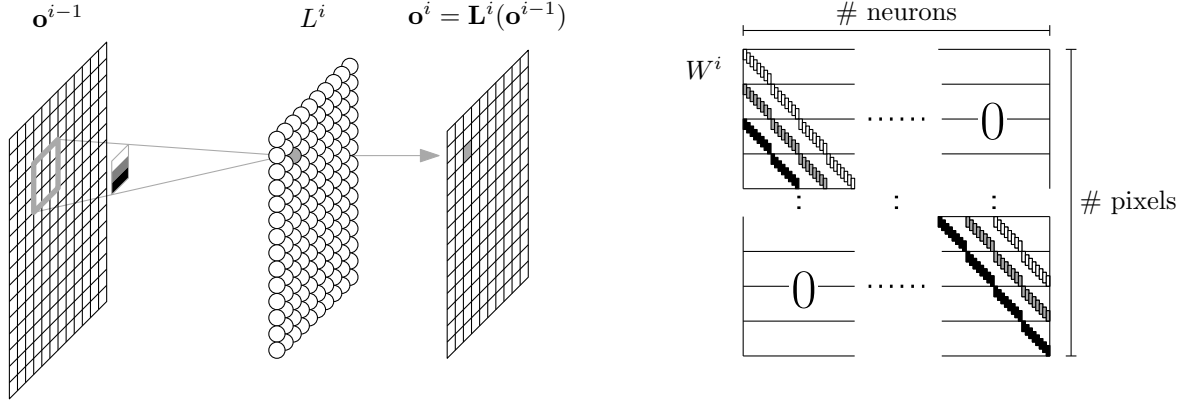 𝐨^{i−1}
L^i
𝐨^i = 𝐋^i(𝐨^{i−1})
# neurons
W^i
0
# pixels
0